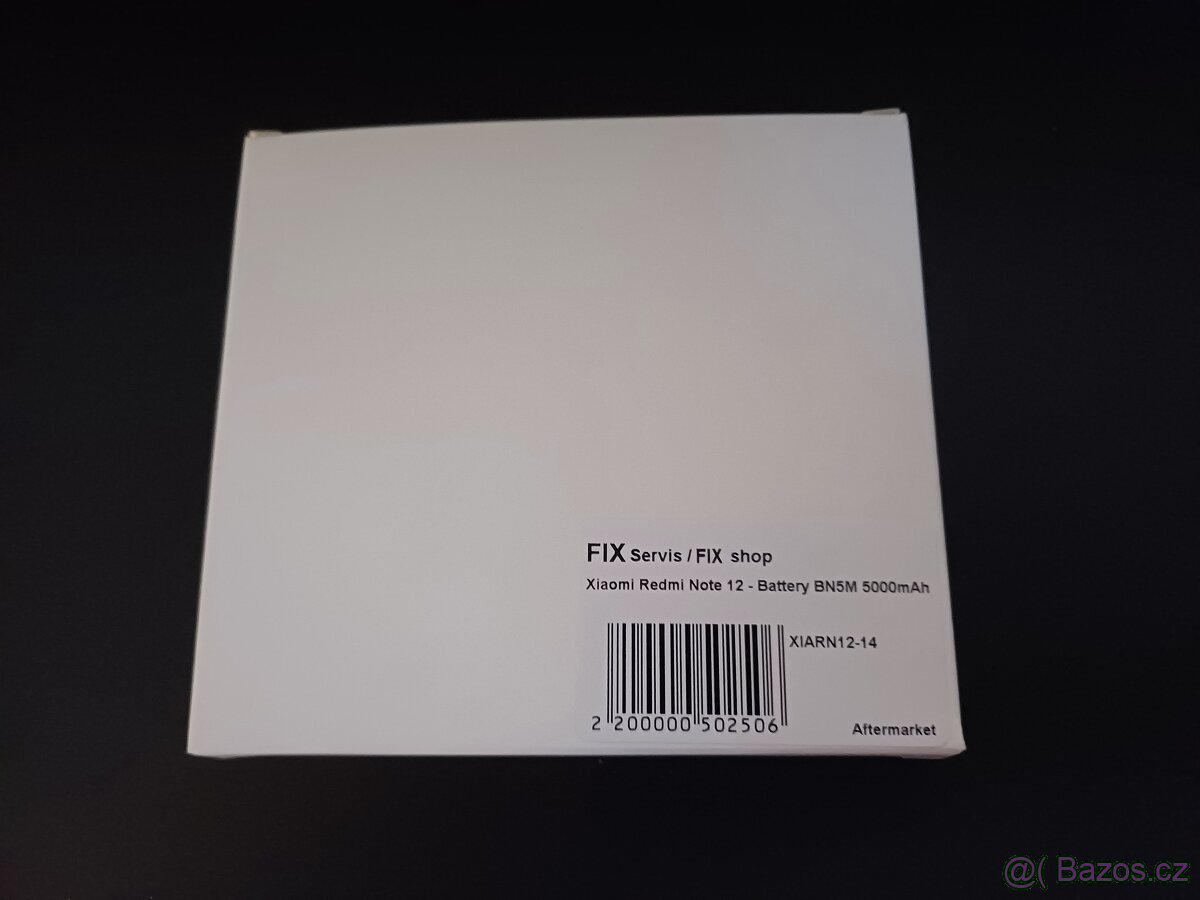 FIX Servis / FIX shop
Xiaomi Redmi Note 12 - Battery BN5M 5000mAh
XIARN12-14
2 200000 502506
Aftermarket
@( Bazos.cz